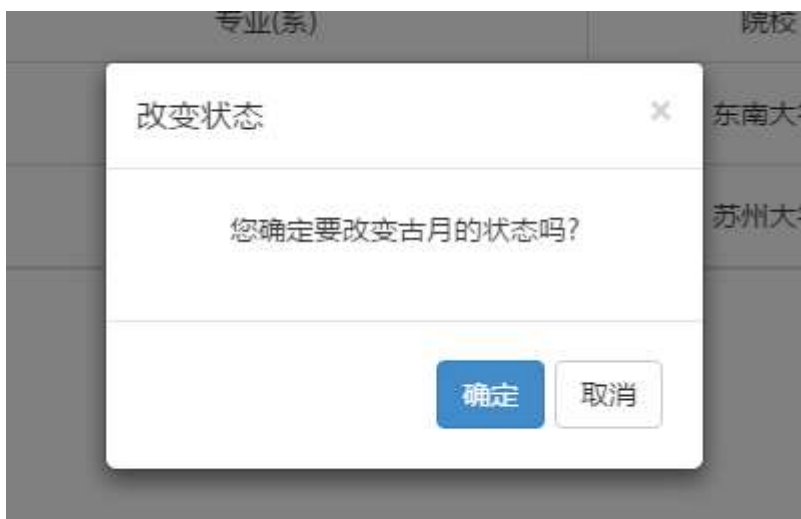 专业(系)
院校
改变状态
×
东南大
您确定要改变古月的状态吗?
苏州大
确定
取消